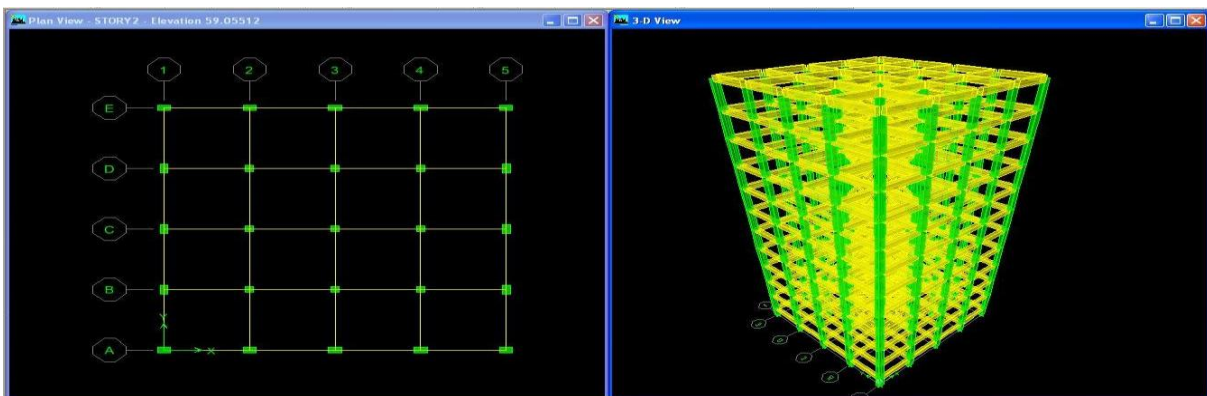 Plan View - STORY2 - Elevation 59.05512
3-D View
1 2 3 4 5
E
D
C
B
Y
A
X